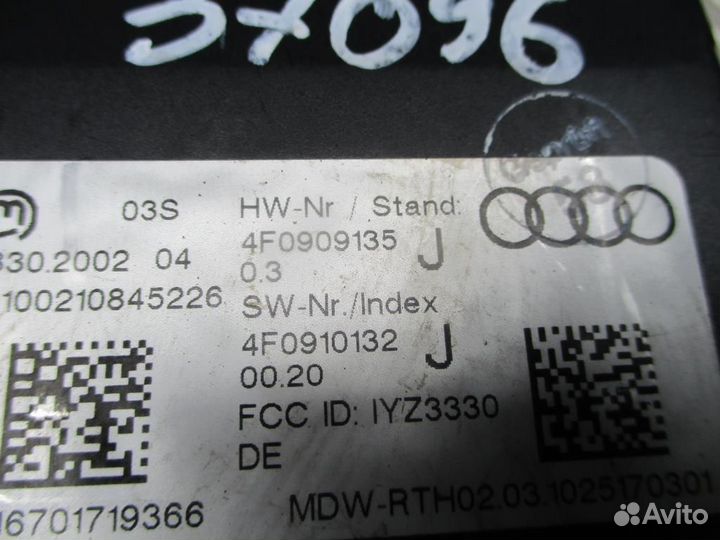 37096
03S
HW-Nr / Stand:
330.2002 04
4F0909135 J
0.3
100210845226
SW-Nr./Index
4F0910132 J
00.20
FCC ID: IYZ3330
DE
16701719366
MDW-RTH02.03.1025170301
Avito